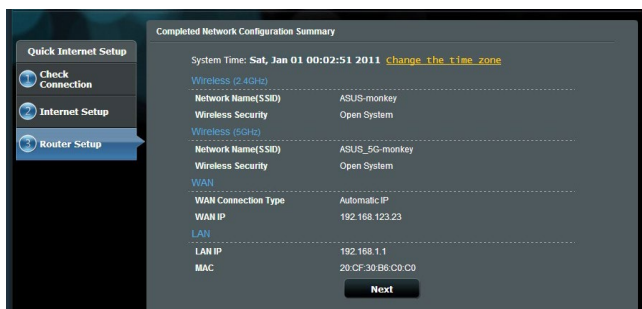 Completed Network Configuration Summary
Quick Internet Setup
1 Check Connection
2 Internet Setup
3 Router Setup
System Time: Sat, Jan 01 00:02:51 2011 Change the time zone
Wireless (2.4GHz)
Network Name(SSID) ASUS-monkey
Wireless Security Open System
Wireless (5GHz)
Network Name(SSID) ASUS_5G-monkey
Wireless Security Open System
WAN
WAN Connection Type Automatic IP
WAN IP 192.168.123.23
LAN
LAN IP 192.168.1.1
MAC 20:CF:30:B6:C0:C0
Next